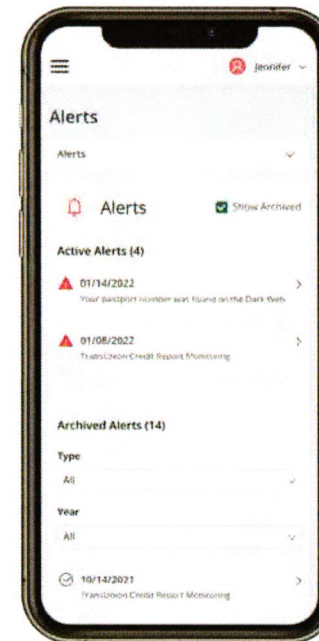 Jennifer
Alerts
Alerts
Alerts
Show Archived
Active Alerts (4)
01/14/2022
Your passport number was found on the Dark Web
01/08/2022
TransUnion Credit Report Monitoring
Archived Alerts (14)
Type
All
Year
All
10/14/2021
TransUnion Credit Report Monitoring